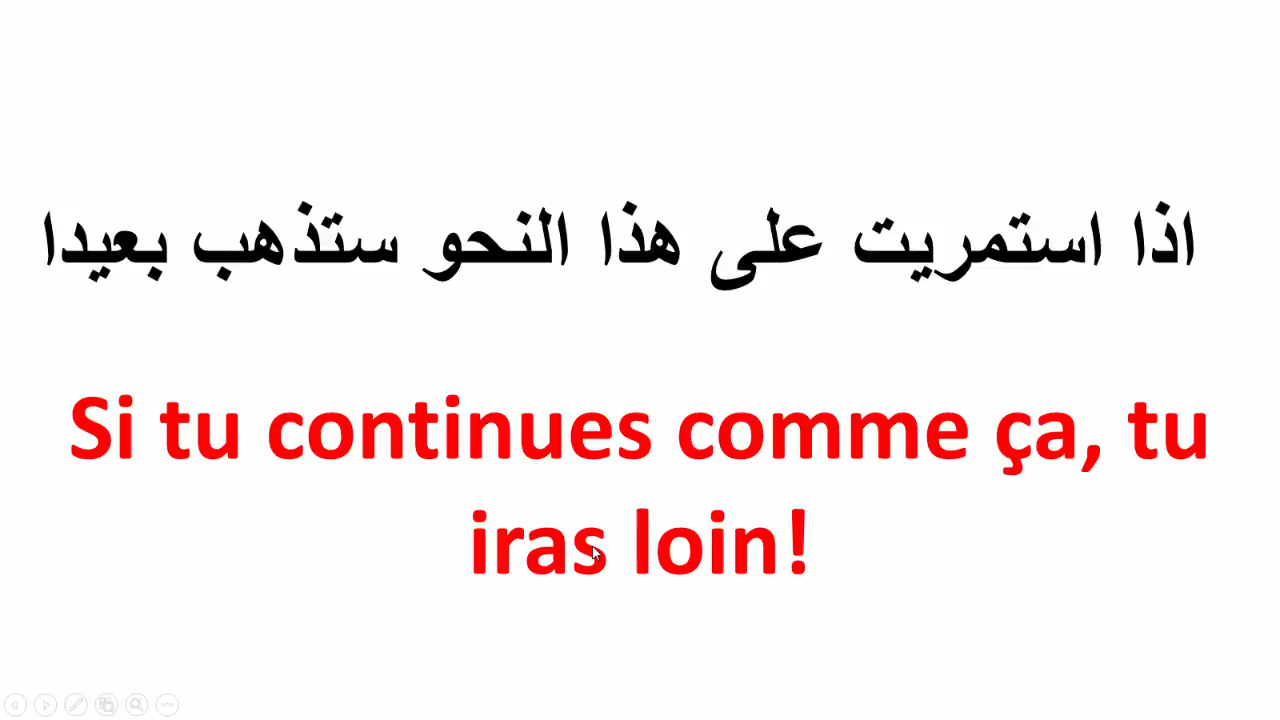 اذا استمريت على هذا النحو ستذهب بعيدا
Si tu continues comme ça, tu
iras loin!